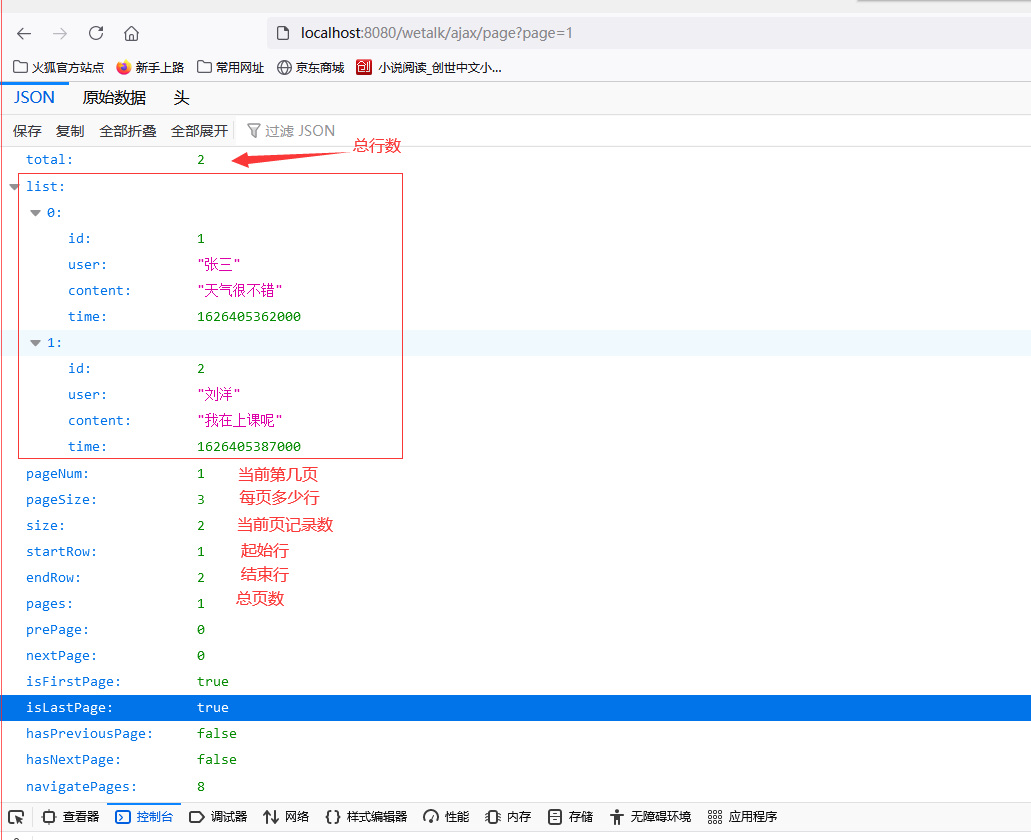 localhost:8080/wetalk/ajax/page?page=1
火狐官方站点 新手上路 常用网址 京东商城 创 小说阅读_创世中文小...
JSON 原始数据 头
保存 复制 全部折叠 全部展开 过滤 JSON
总行数
total: 2
list:
0:
id: 1
user: "张三"
content: "天气很不错"
time: 1626405362000
1:
id: 2
user: "刘洋"
content: "我在上课呢"
time: 1626405387000
pageNum: 1 当前第几页
pageSize: 3 每页多少行
size: 2 当前页记录数
startRow: 1 起始行
endRow: 2 结束行
pages: 1 总页数
prePage: 0
nextPage: 0
isFirstPage: true
isLastPage: true
hasPreviousPage: false
hasNextPage: false
navigatePages: 8
查看器 控制台 调试器 网络 样式编辑器 性能 内存 存储 无障碍环境 应用程序